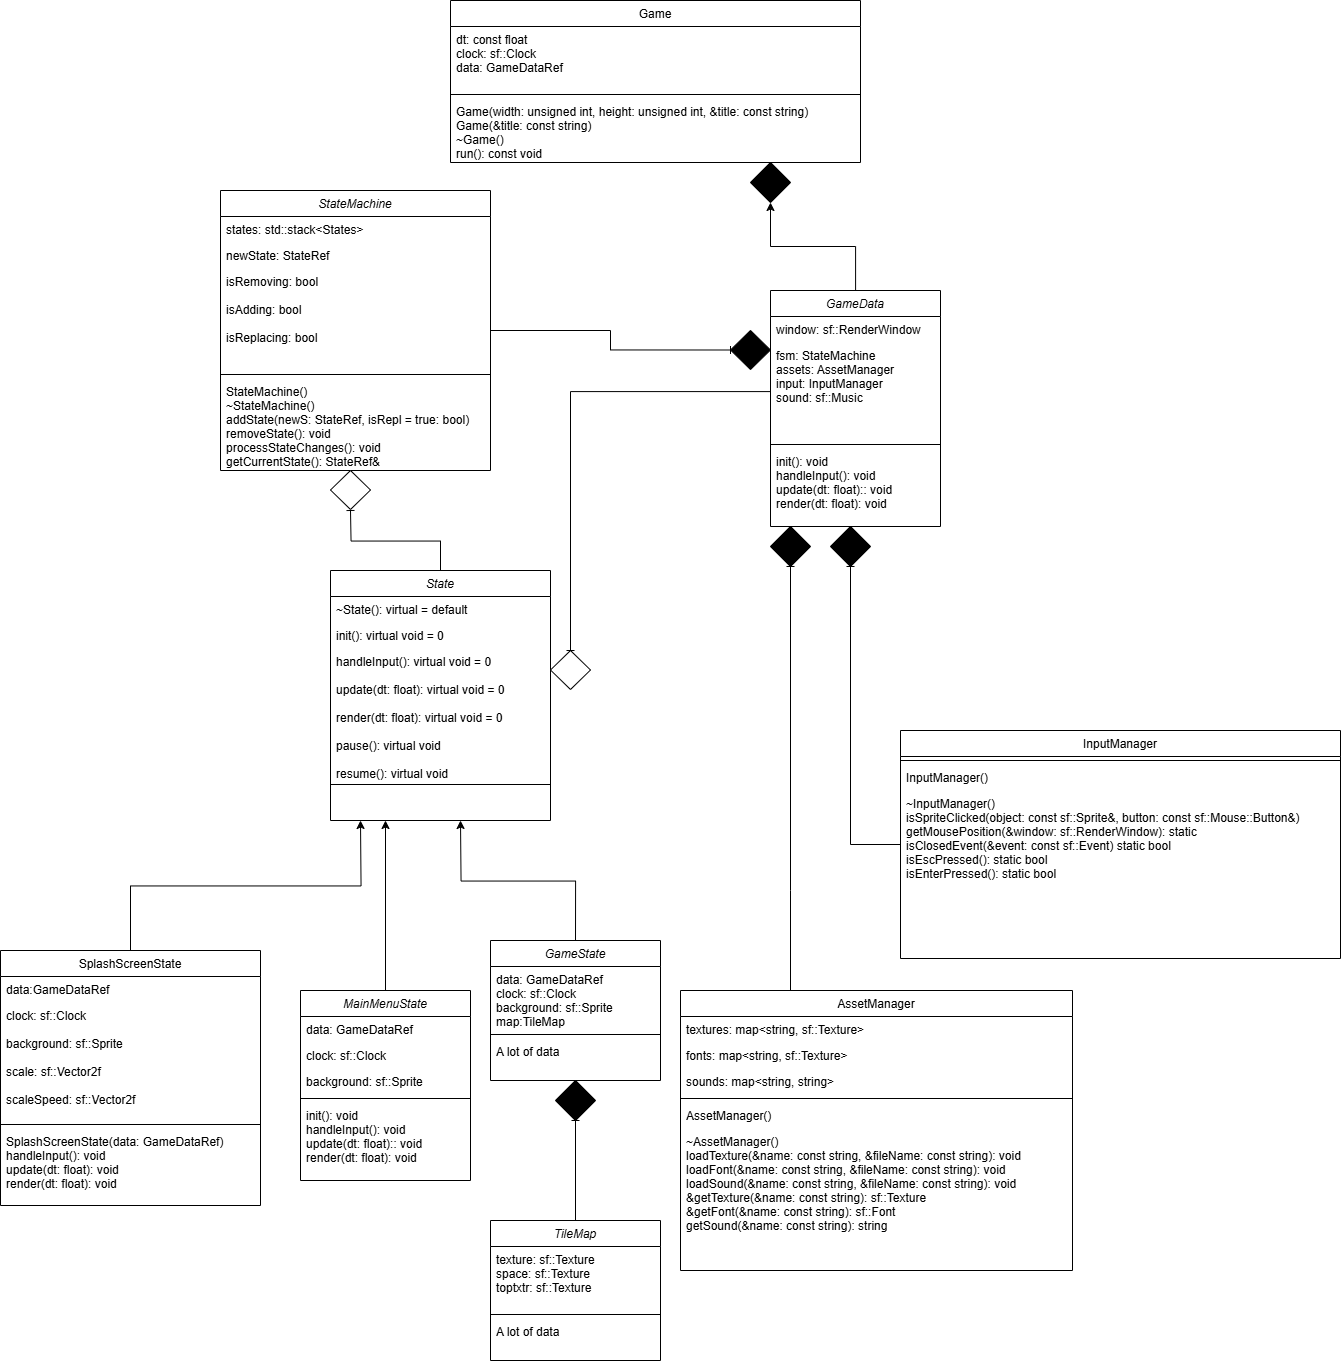 Game
dt: const float
clock: sf::Clock
data: GameDataRef
Game(width: unsigned int, height: unsigned int, &title: const string)
Game(&title: const string)
~Game()
run(): const void
StateMachine
states: std::stack<States>
newState: StateRef
isRemoving: bool
isAdding: bool
isReplacing: bool
StateMachine()
~StateMachine()
addState(newS: StateRef, isRepl = true: bool)
removeState(): void
processStateChanges(): void
getCurrentState(): StateRef&
GameData
window: sf::RenderWindow
fsm: StateMachine
assets: AssetManager
input: InputManager
sound: sf::Music
init(): void
handleInput(): void
update(dt: float):: void
render(dt: float): void
State
~State(): virtual = default
init(): virtual void = 0
handleInput(): virtual void = 0
update(dt: float): virtual void = 0
render(dt: float): virtual void = 0
pause(): virtual void
resume(): virtual void
InputManager
InputManager()
~InputManager()
isSpriteClicked(object: const sf::Sprite&, button: const sf::Mouse::Button&)
getMousePosition(&window: sf::RenderWindow): static
isClosedEvent(&event: const sf::Event) static bool
isEscPressed(): static bool
isEnterPressed(): static bool
SplashScreenState
data:GameDataRef
clock: sf::Clock
background: sf::Sprite
scale: sf::Vector2f
scaleSpeed: sf::Vector2f
SplashScreenState(data: GameDataRef)
handleInput(): void
update(dt: float): void
render(dt: float): void
MainMenuState
data: GameDataRef
clock: sf::Clock
background: sf::Sprite
init(): void
handleInput(): void
update(dt: float):: void
render(dt: float): void
GameState
data: GameDataRef
clock: sf::Clock
background: sf::Sprite
map:TileMap
A lot of data
AssetManager
textures: map<string, sf::Texture>
fonts: map<string, sf::Texture>
sounds: map<string, string>
AssetManager()
~AssetManager()
loadTexture(&name: const string, &fileName: const string): void
loadFont(&name: const string, &fileName: const string): void
loadSound(&name: const string, &fileName: const string): void
&getTexture(&name: const string): sf::Texture
&getFont(&name: const string): sf::Font
getSound(&name: const string): string
TileMap
texture: sf::Texture
space: sf::Texture
toptxtr: sf::Texture
A lot of data